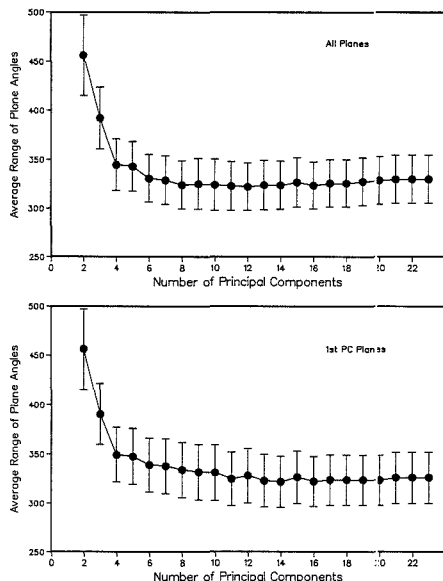 500
450
400
350
300
250
Average Range of Plane Angles
All Planes
0 2 4 6 8 10 12 14 16 18 20 22
Number of Principal Components
500
450
400
350
300
250
Average Range of Plane Angles
1st PC Planes
0 2 4 6 8 10 12 14 16 18 20 22
Number of Principal Components